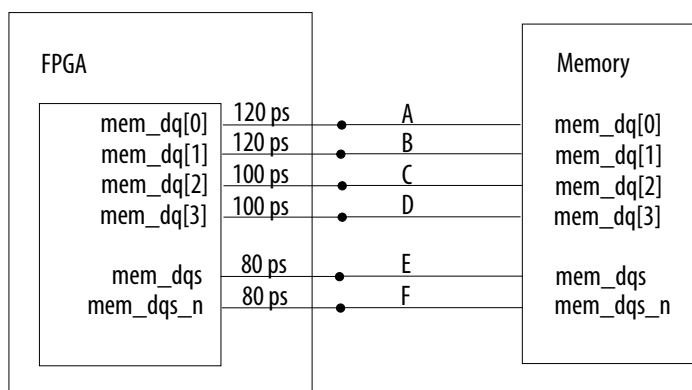 FPGA
Memory
mem_dq[0] 120 ps A mem_dq[0]
mem_dq[1] 120 ps B mem_dq[1]
mem_dq[2] 100 ps C mem_dq[2]
mem_dq[3] 100 ps D mem_dq[3]
mem_dqs 80 ps E mem_dqs
mem_dqs_n 80 ps F mem_dqs_n